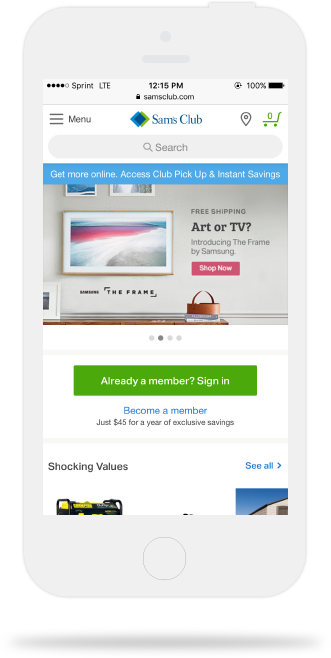 Sprint LTE 12:15 PM 100%
samsclub.com
Menu Sam's Club 0
Search
Get more online. Access Club Pick Up & Instant Savings
FREE SHIPPING
Art or TV?
Introducing The Frame
by Samsung.
Shop Now
SAMSUNG THE FRAME
Already a member? Sign in
Become a member
Just $45 for a year of exclusive savings
Shocking Values See all